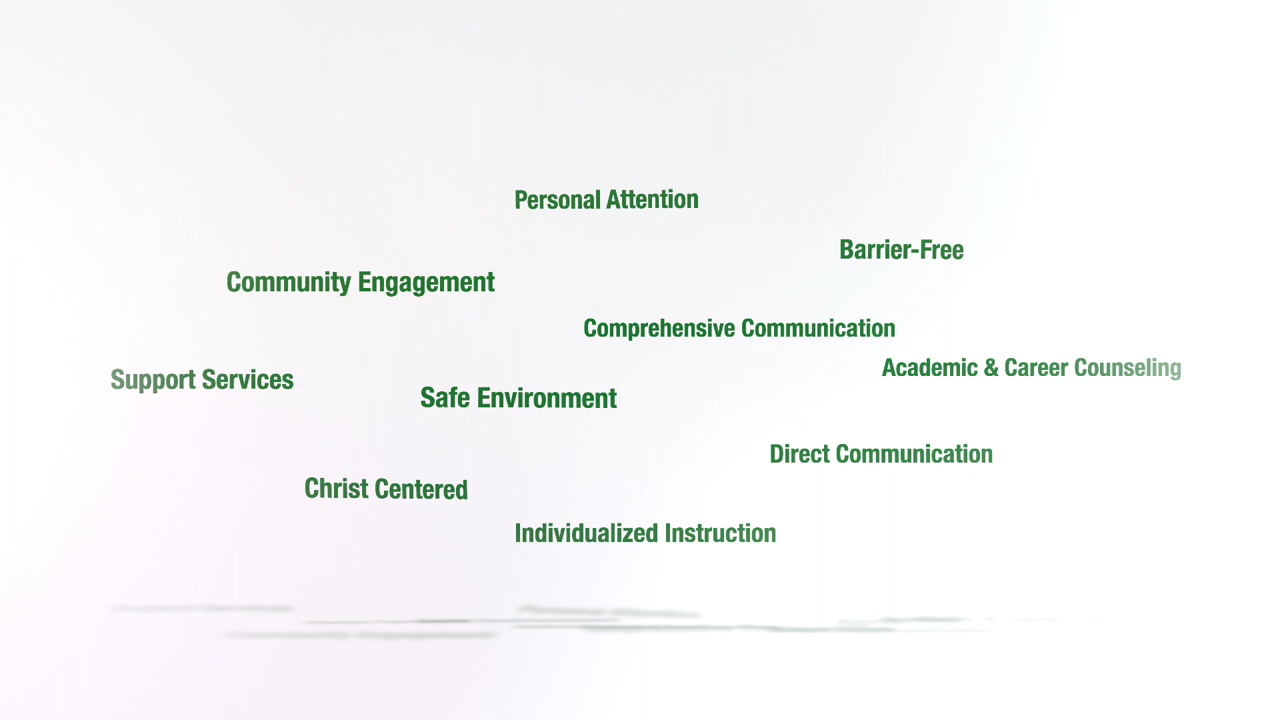 Personal Attention
Barrier-Free
Community Engagement
Comprehensive Communication
Academic & Career Counseling
Support Services
Safe Environment
Direct Communication
Christ Centered
Individualized Instruction